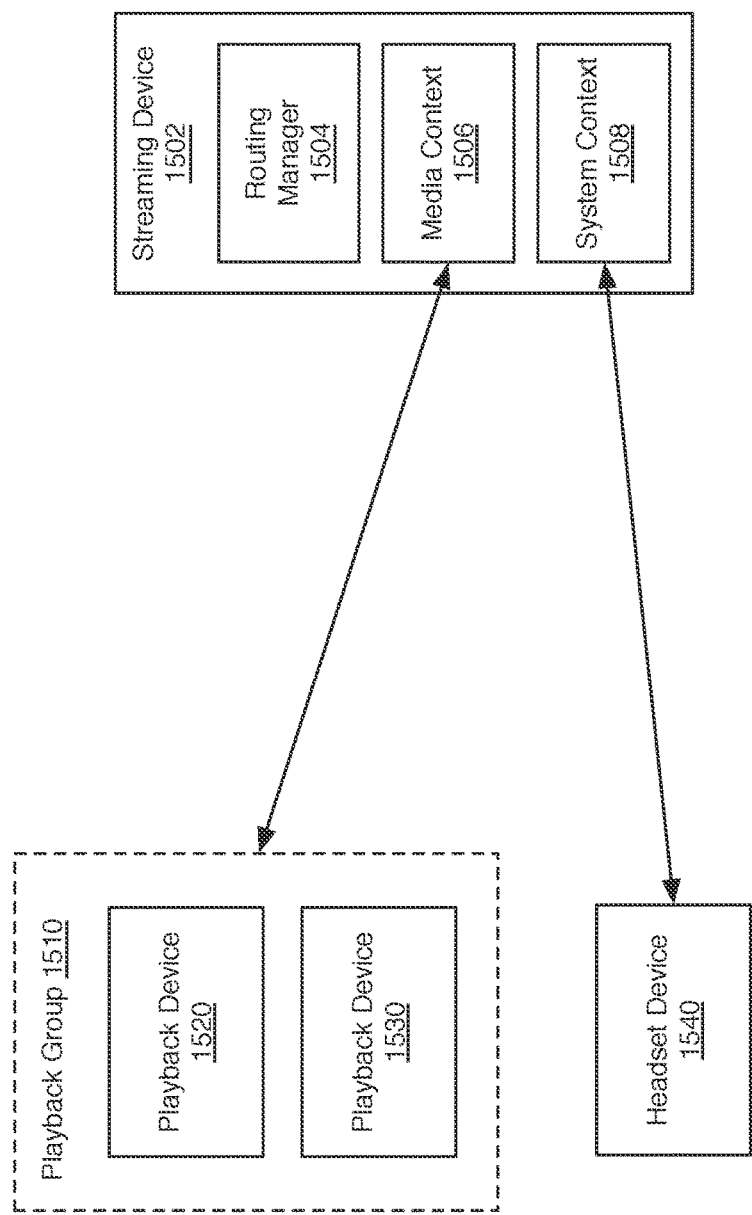 Playback Group 1510
Playback Device
1520
Playback Device
1530
Headset Device
1540
Streaming Device
1502
Routing
Manager
1504
Media Context
1506
System Context
1508